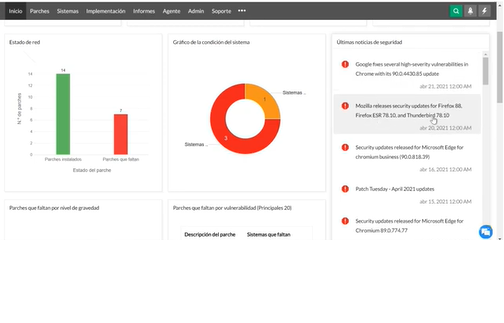 Inicio Parches Sistemas Implementación Informes Agente Admin Soporte •••
Estado de red
N.º de parches
14
12
10
8
6
4
2
0
14
7
Parches instalados Parches que faltan
Estado del parche
Gráfico de la condición del sistema
Sistemas ...
1
3
Sistemas ...
Últimas noticias de seguridad
Google fixes several high-severity vulnerabilities in
Chrome with its 90.0.4430.85 update
abr 21, 2021 12:00 AM
Mozilla releases security updates for Firefox 88,
Firefox ESR 78.10, and Thunderbird 78.10
abr 20, 2021 12:00 AM
Security updates released for Microsoft Edge for
chromium business (90.0.818.39)
abr 16, 2021 12:00 AM
Patch Tuesday - April 2021 updates
abr 15, 2021 12:00 AM
Security updates released for Microsoft Edge for
Chromium 89.0.774.77
Parches que faltan por nivel de gravedad
Parches que faltan por vulnerabilidad (Principales 20)
Descripción del parche Sistemas que faltan